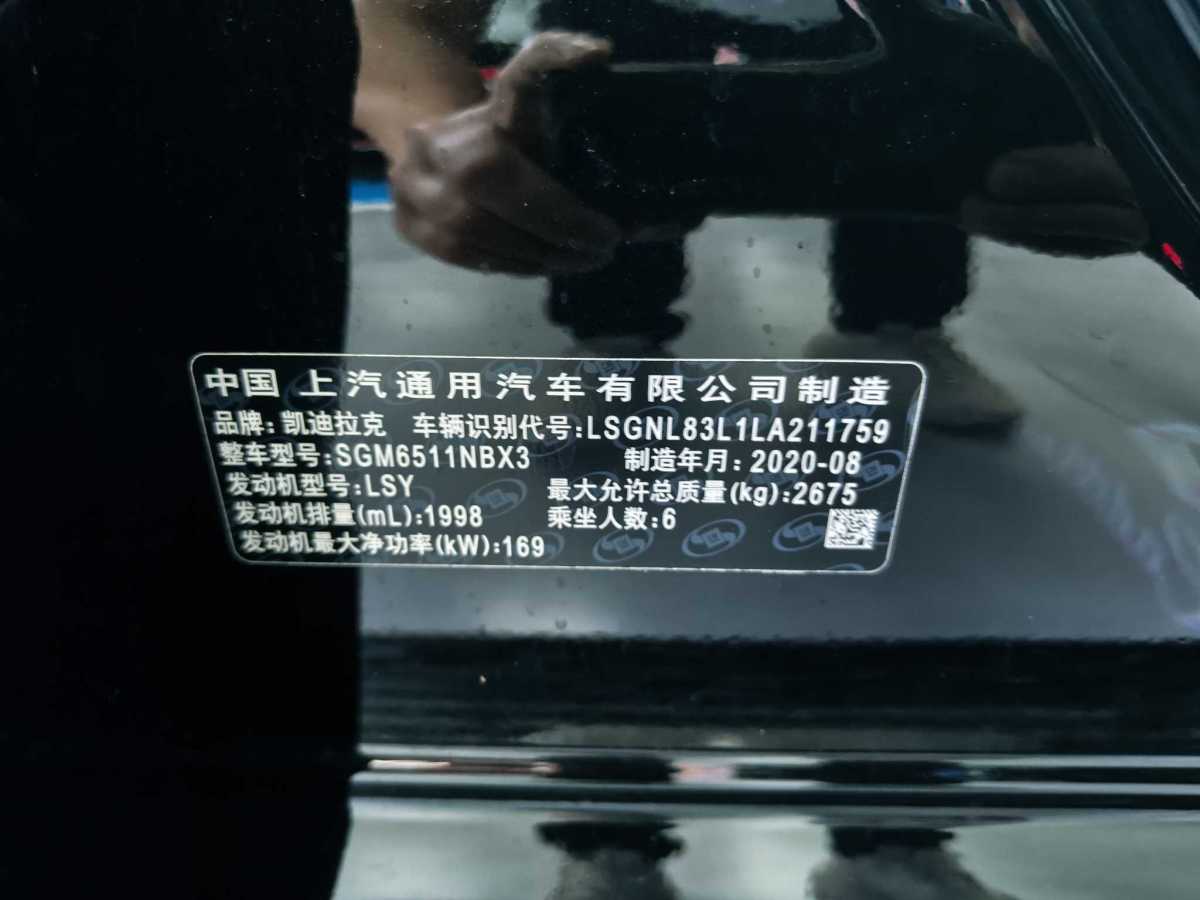 中国 上汽通用汽车有限公司制造
品牌:凯迪拉克 车辆识别代号:LSGNL83L1LA211759
整车型号:SGM6511NBX3 制造年月:2020-08
发动机型号:LSY 最大允许总质量(kg):2675
发动机排量(mL):1998 乘坐人数:6
发动机最大净功率(kW):169